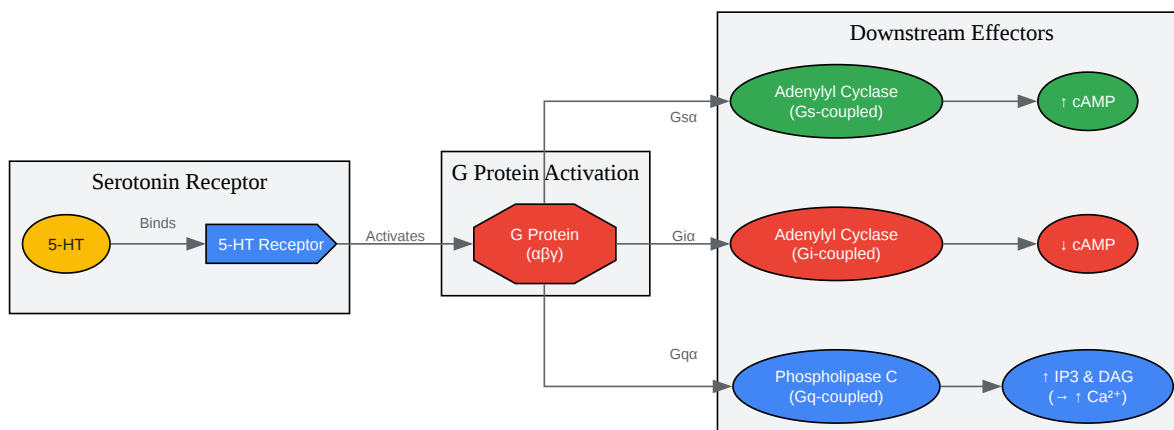 Serotonin Receptor
5-HT
Binds
5-HT Receptor
Activates
G Protein Activation
G Protein
(αβγ)
Gsα
Giα
Gqα
Downstream Effectors
Adenylyl Cyclase
(Gs-coupled)
↑ cAMP
Adenylyl Cyclase
(Gi-coupled)
↓ cAMP
Phospholipase C
(Gq-coupled)
↑ IP3 & DAG
(→ ↑ Ca²⁺)